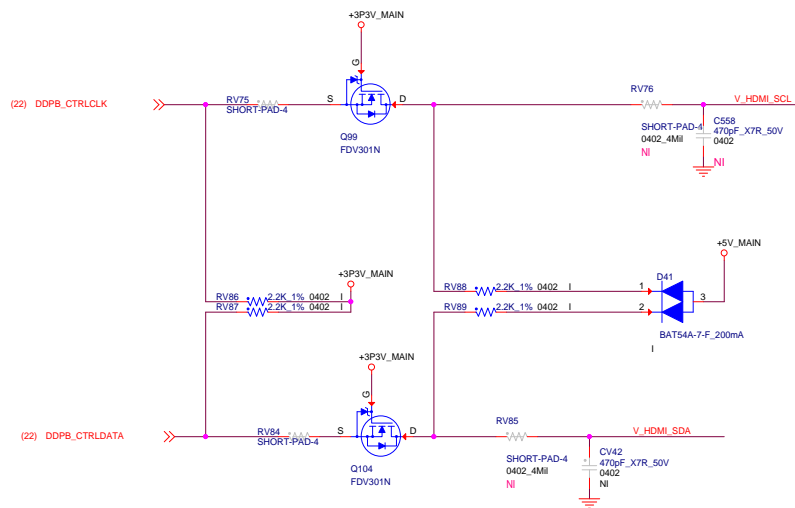 +3P3V_MAIN
G
RV75
RV76
(22) DDPB_CTRLCLK
S
D
V_HDMI_SCL
SHORT-PAD-4
Q99
FDV301N
SHORT-PAD-4
0402_4Mil
NI
C558
470pF_X7R_50V
0402
NI
+5V_MAIN
+3P3V_MAIN
D41
RV86 2.2K_1% 0402 I
RV87 2.2K_1% 0402 I
RV88 2.2K_1% 0402 I
RV89 2.2K_1% 0402 I
1
2
3
BAT54A-7-F_200mA
I
+3P3V_MAIN
G
RV84
RV85
(22) DDPB_CTRLDATA
S
D
V_HDMI_SDA
SHORT-PAD-4
Q104
FDV301N
SHORT-PAD-4
0402_4Mil
NI
CV42
470pF_X7R_50V
0402
NI